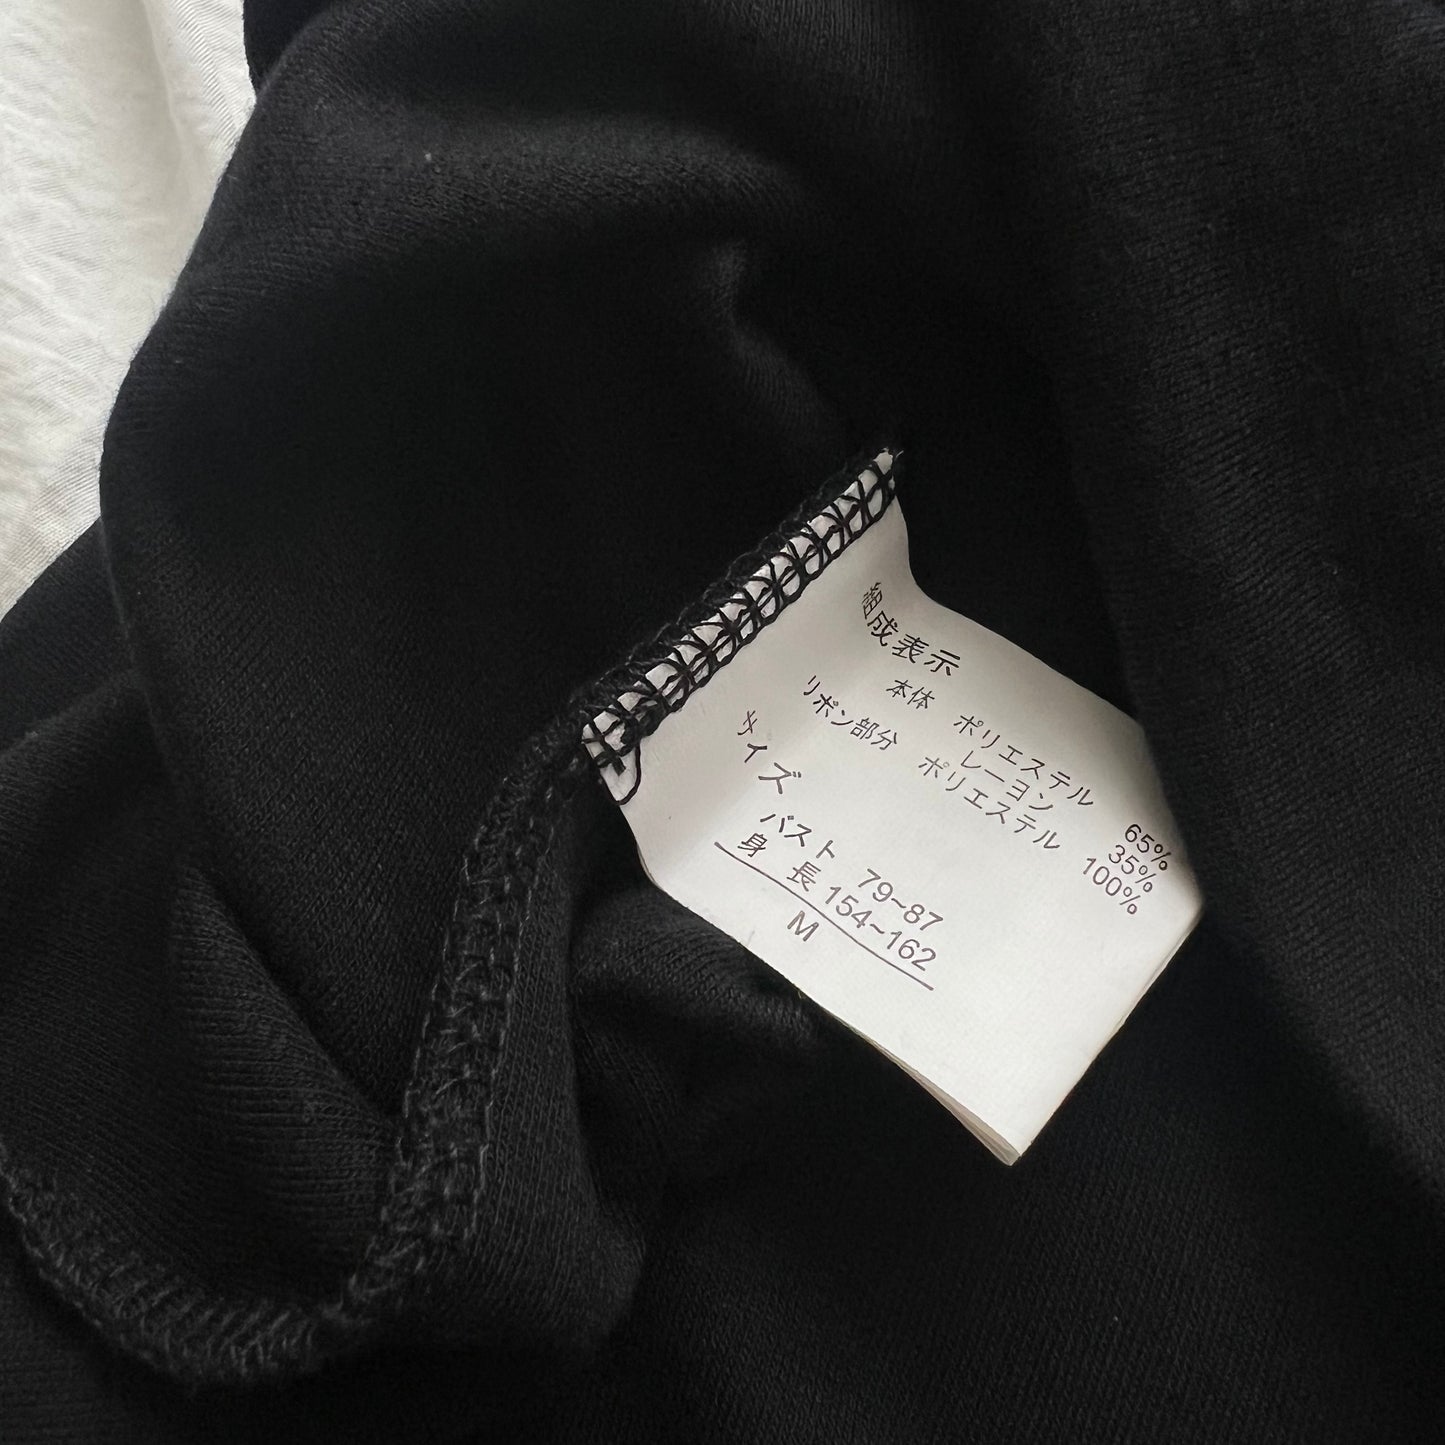 組成表示
本体 ポリエステル 65%
レーヨン 35%
リボン部分 ポリエステル 100%
サイズ
バスト 79~87
身長 154~162
M